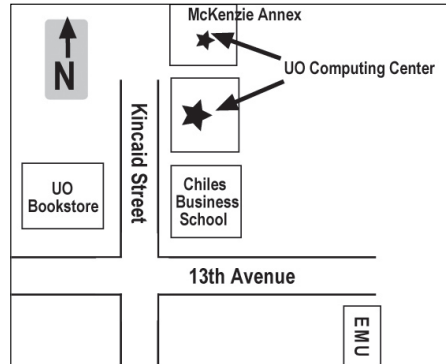 McKenzie Annex
N
UO Computing Center
Kincaid Street
UO
Bookstore
Chiles
Business
School
13th Avenue
EMU